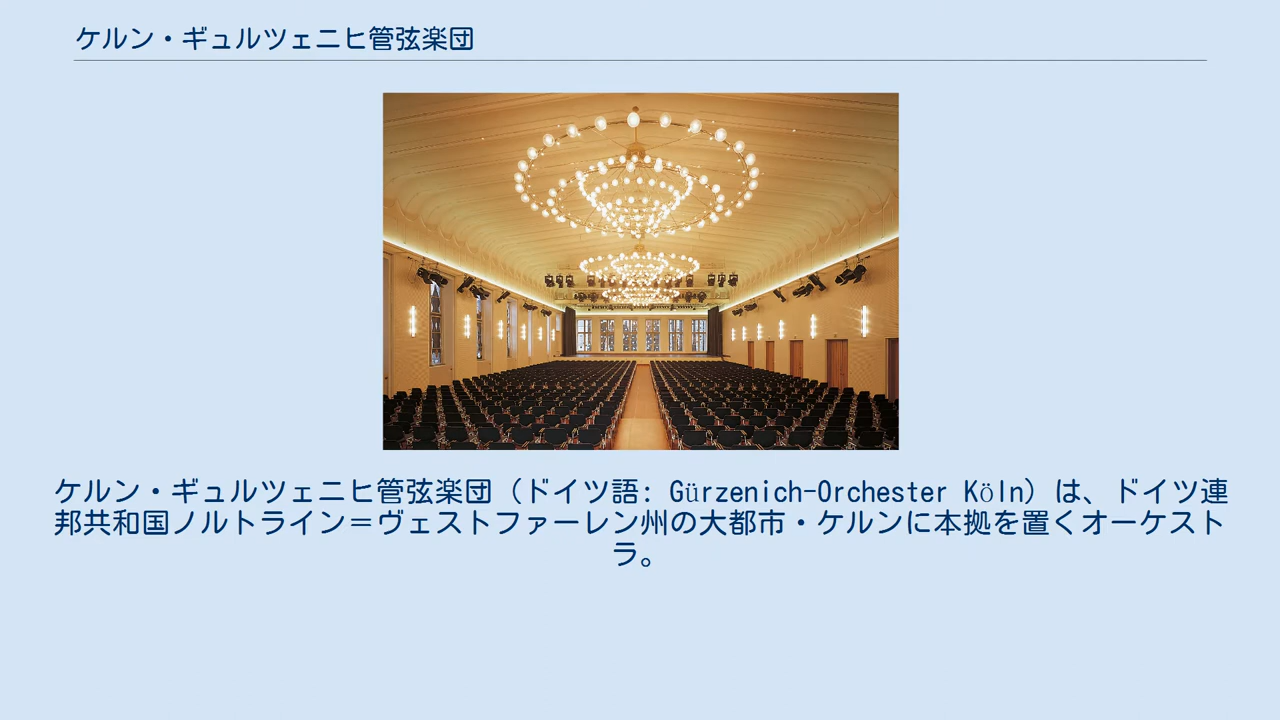 ケルン・ギュルツェニヒ管弦楽団
ケルン・ギュルツェニヒ管弦楽団（ドイツ語: Gürzenich-Orchester Köln）は、ドイツ連
邦共和国ノルトライン＝ヴェストファーレン州の大都市・ケルンに本拠を置くオーケスト
ラ。